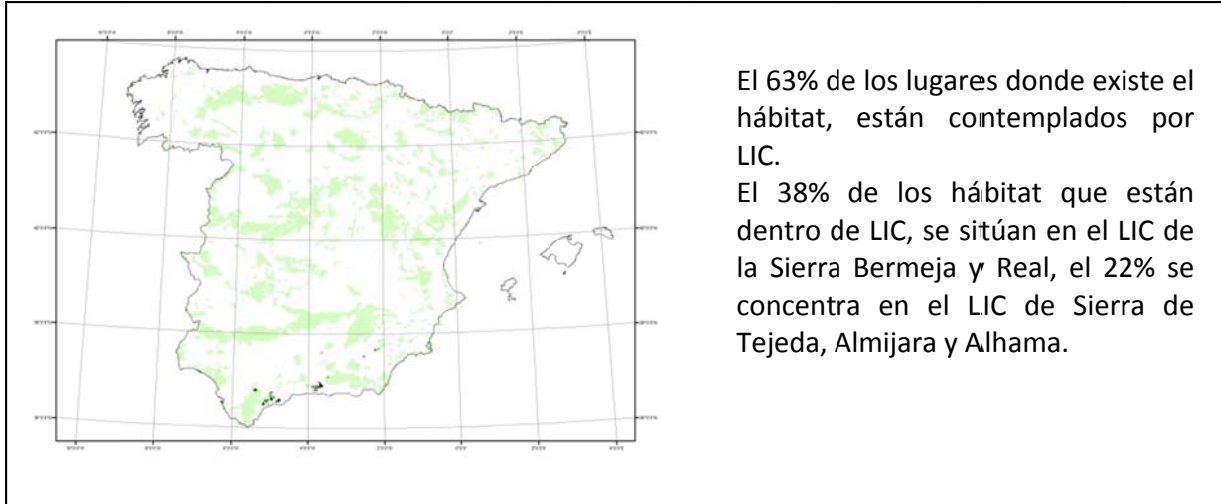 El 63% de los lugares donde existe el
hábitat, están contemplados por
LIC.
El 38% de los hábitat que están
dentro de LIC, se sitúan en el LIC de
la Sierra Bermeja y Real, el 22% se
concentra en el LIC de Sierra de
Tejeda, Almijara y Alhama.